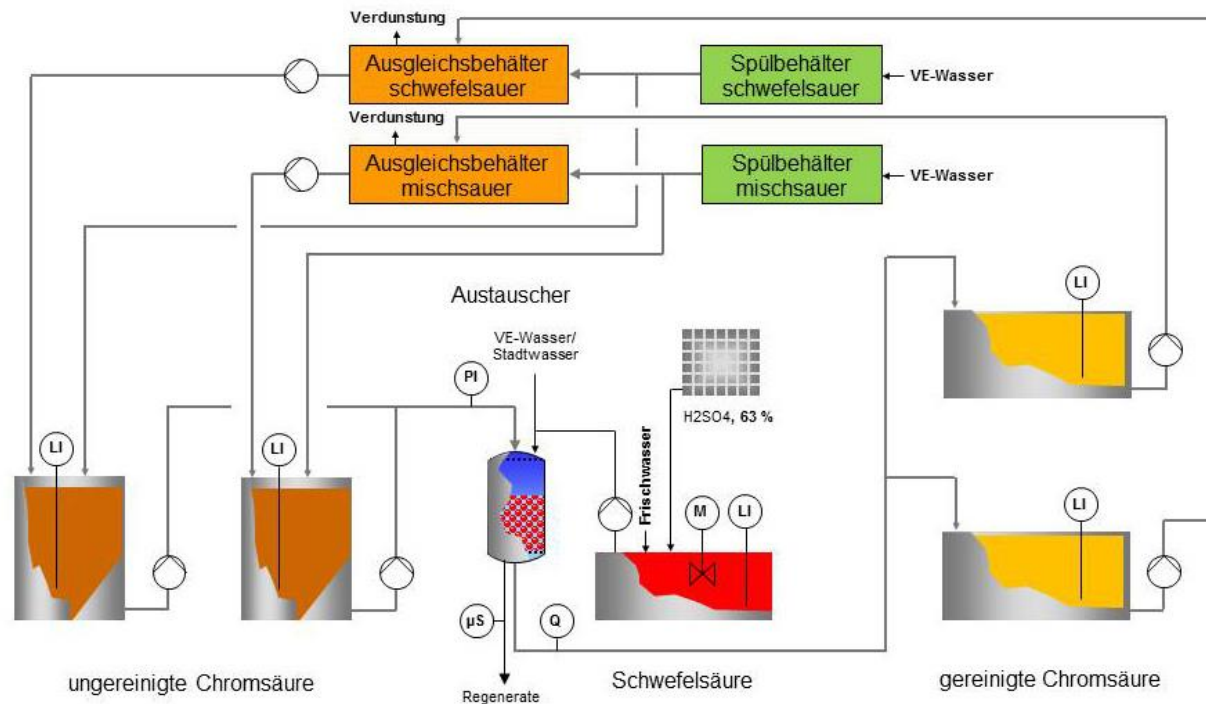 Verdunstung
Ausgleichsbehälter
schwefelsauer
Spülbehälter
schwefelsauer
VE-Wasser
Verdunstung
Ausgleichsbehälter
mischsauer
Spülbehälter
mischsauer
VE-Wasser
Austauscher
VE-Wasser/
Stadtwasser
PI
H2SO4, 63 %
LI
LI
LI
Frischwasser
M
LI
LI
µS
Q
ungereinigte Chromsäure
Regenerate
Schwefelsäure
gereinigte Chromsäure